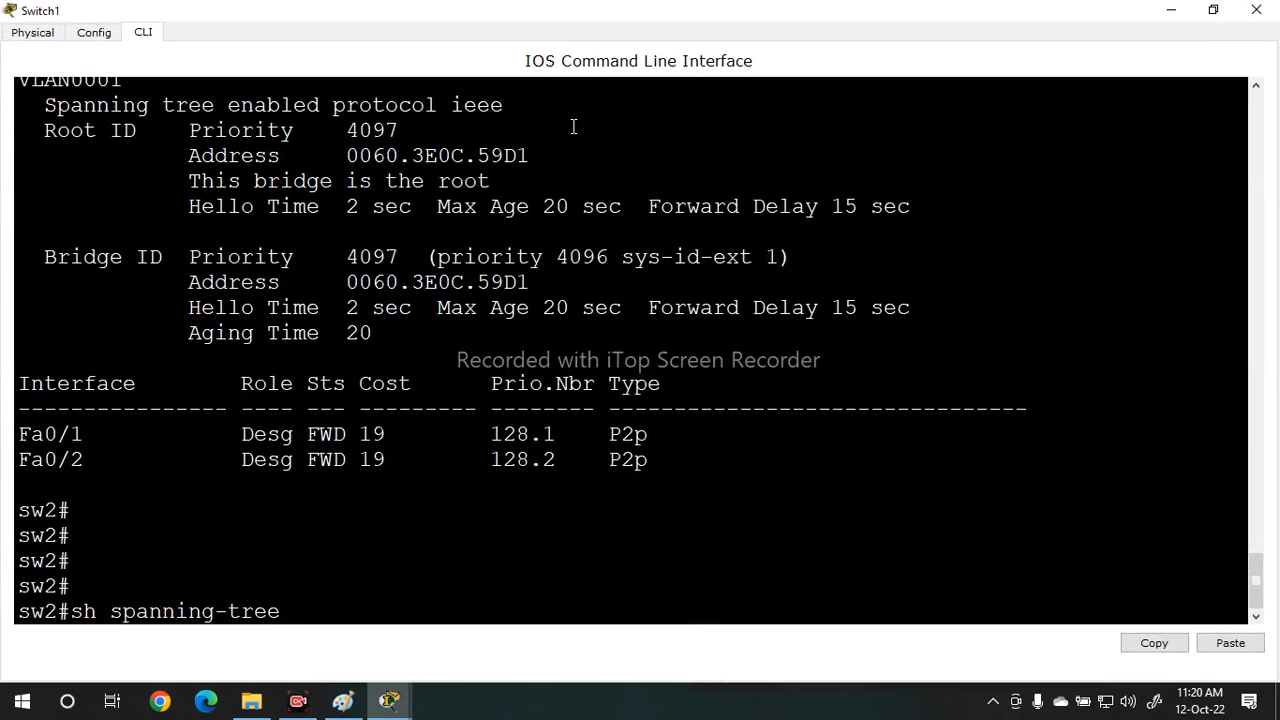 Switch1
Physical Config CLI
IOS Command Line Interface
VLAN0001
Spanning tree enabled protocol ieee
Root ID Priority 4097
Address 0060.3E0C.59D1
This bridge is the root
Hello Time 2 sec Max Age 20 sec Forward Delay 15 sec
Bridge ID Priority 4097 (priority 4096 sys-id-ext 1)
Address 0060.3E0C.59D1
Hello Time 2 sec Max Age 20 sec Forward Delay 15 sec
Aging Time 20
Recorded with iTop Screen Recorder
Interface Role Sts Cost Prio.Nbr Type
---------------- ---- --- --------- -------- --------------------------------
Fa0/1 Desg FWD 19 128.1 P2p
Fa0/2 Desg FWD 19 128.2 P2p
sw2#
sw2#
sw2#
sw2#
sw2#sh spanning-tree
Copy Paste
11:20 AM
12-Oct-22